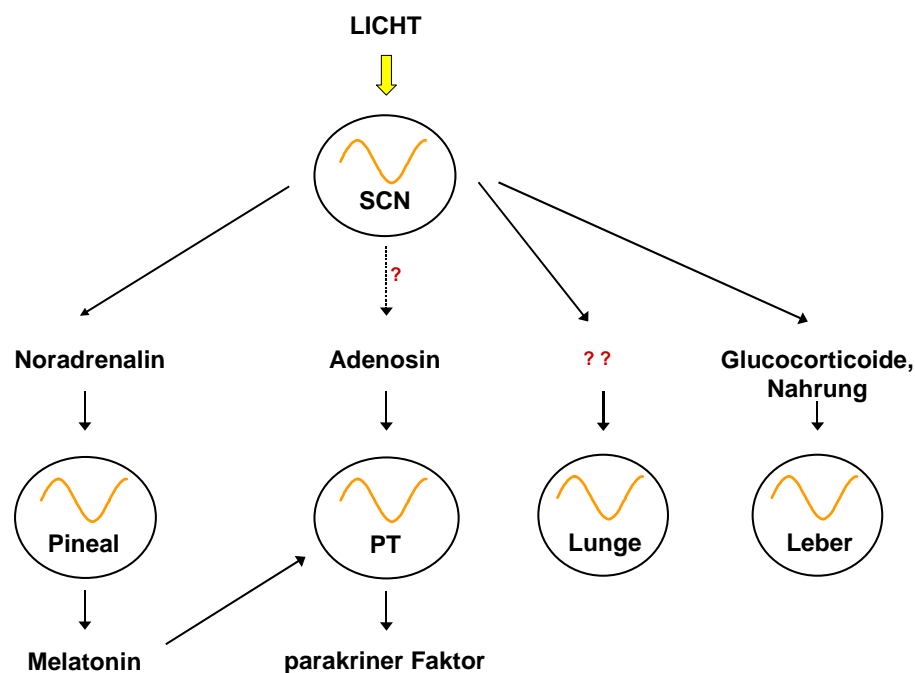 LICHT
SCN
?
Noradrenalin
Adenosin
? ?
Glucocorticoide,
Nahrung
Pineal
PT
Lunge
Leber
Melatonin
parakriner Faktor